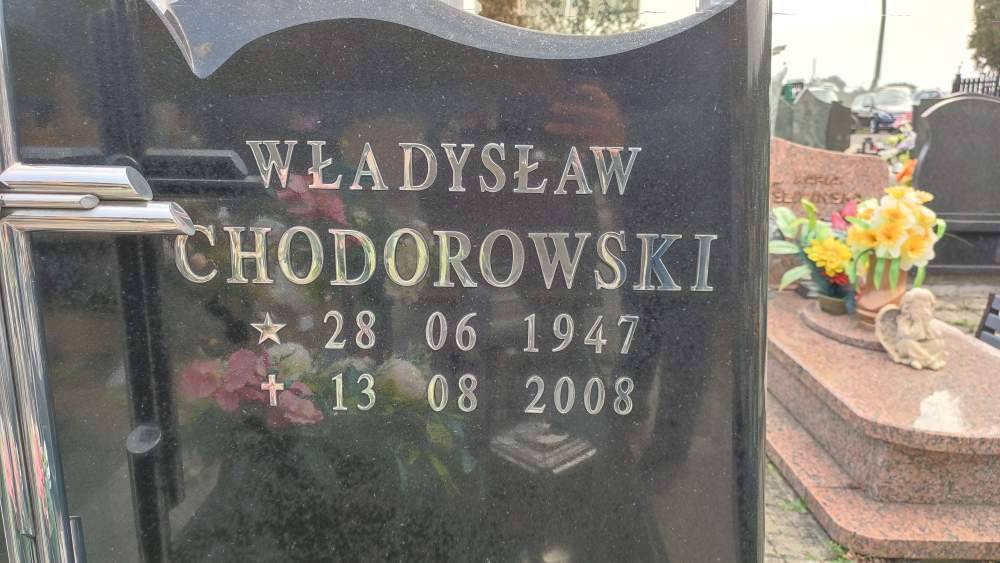 WŁADYSŁAW
CHODOROWSKI
★ 28 06 1947
✝ 13 08 2008